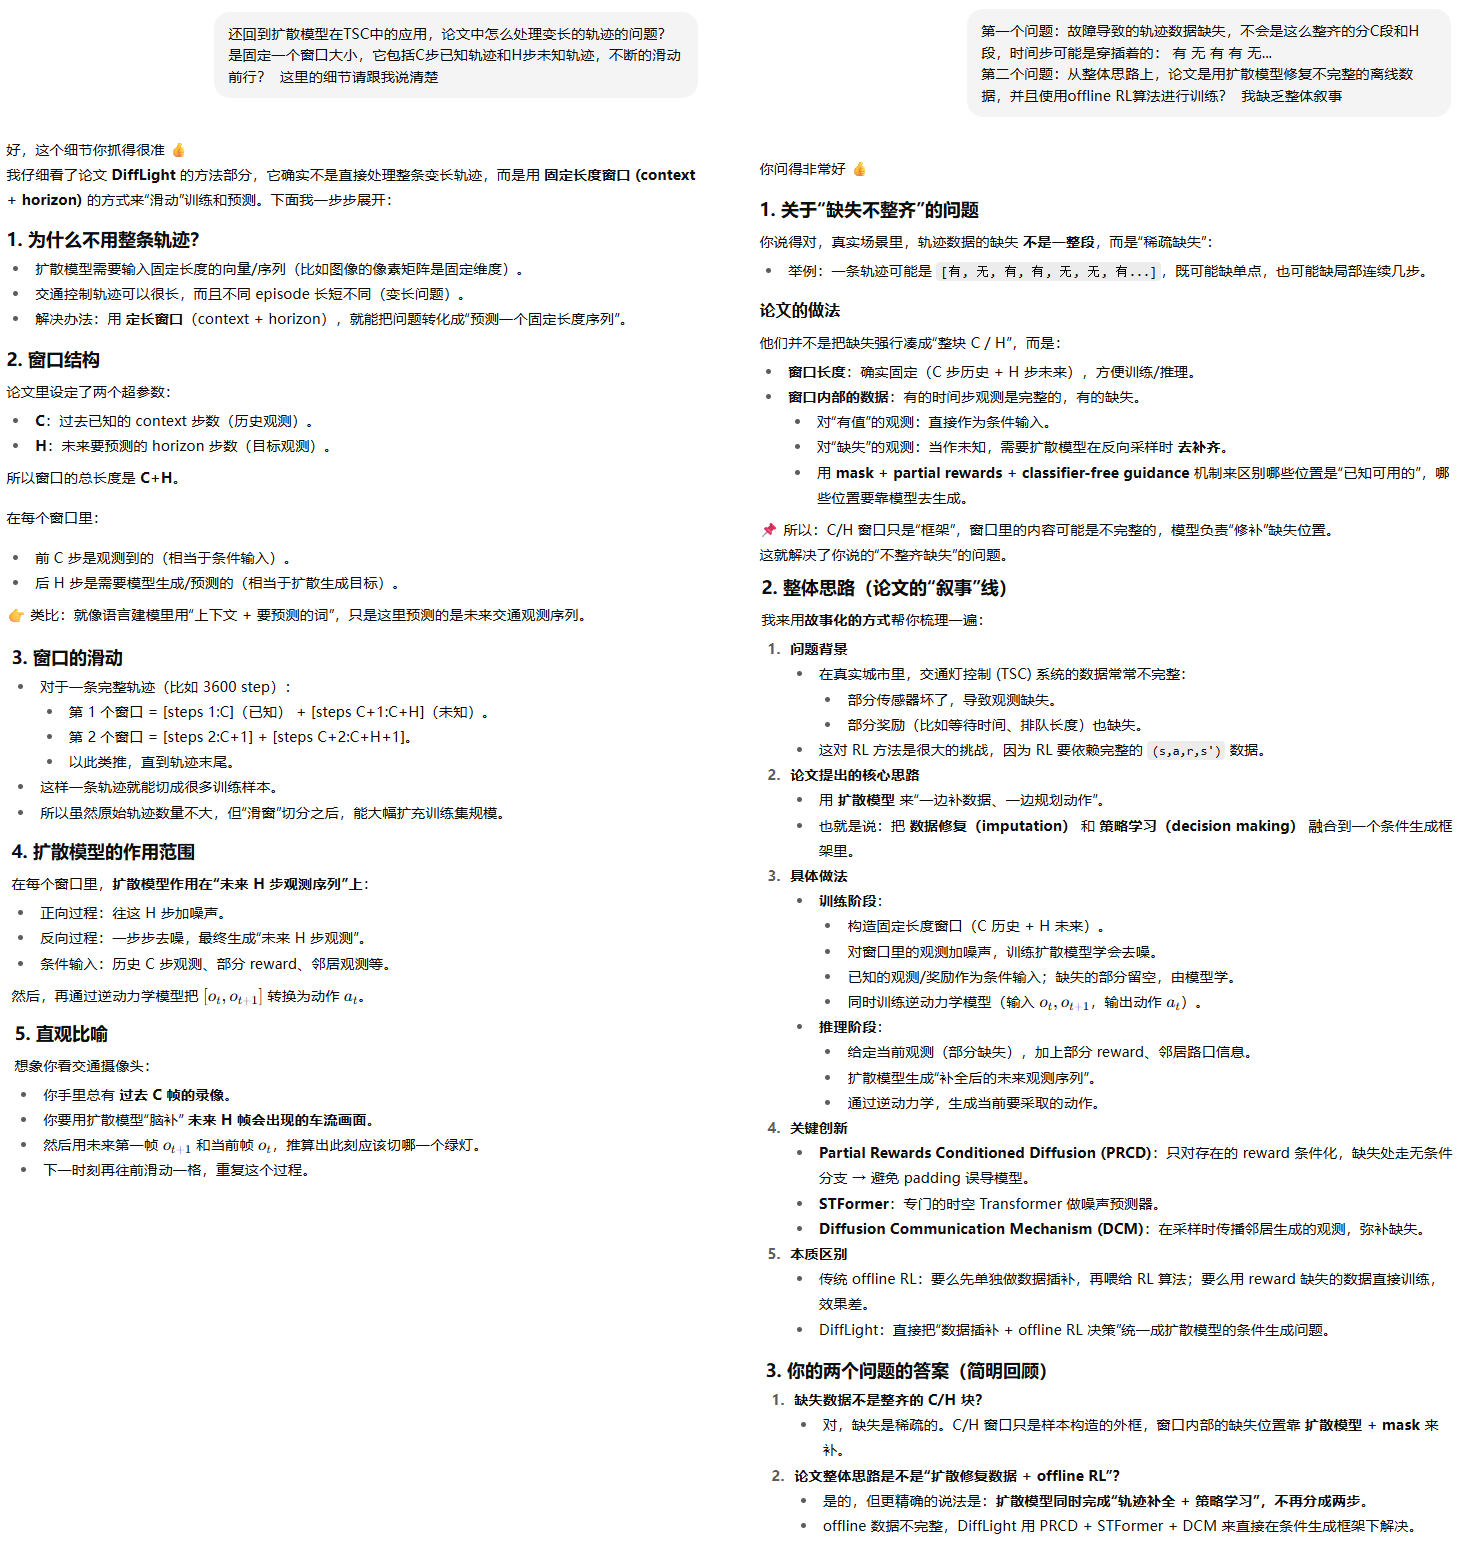 还回到扩散模型在TSC中的应用，论文中怎么处理变长的轨迹的问题？
是固定一个窗口大小，它包括C步已知轨迹和H步未知轨迹，不断的滑动
前行？ 这里的细节请跟我说清楚
好，这个细节你抓得很准 👍
我仔细看了论文 DiffLight 的方法部分，它确实不是直接处理整条变长轨迹，而是用 固定长度窗口 (context
+ horizon) 的方式来“滑动”训练和预测。下面我一步步展开：
1. 为什么不用整条轨迹？
• 扩散模型需要输入固定长度的向量/序列（比如图像的像素矩阵是固定维度）。
• 交通控制轨迹可以很长，而且不同 episode 长短不同（变长问题）。
• 解决办法：用 定长窗口（context + horizon），就能把问题转化成“预测一个固定长度序列”。
2. 窗口结构
论文里设定了两个超参数：
• C：过去已知的 context 步数（历史观测）。
• H：未来要预测的 horizon 步数（目标观测）。
所以窗口的总长度是 C+H。
在每个窗口里：
• 前 C 步是观测到的（相当于条件输入）。
• 后 H 步是需要模型生成/预测的（相当于扩散生成目标）。
👉 类比：就像语言建模里用“上下文 + 要预测的词”，只是这里预测的是未来交通观测序列。
3. 窗口的滑动
• 对于一条完整轨迹（比如 3600 step）：
• 第 1 个窗口 = [steps 1:C]（已知） + [steps C+1:C+H]（未知）。
• 第 2 个窗口 = [steps 2:C+1] + [steps C+2:C+H+1]。
• 以此类推，直到轨迹末尾。
• 这样一条轨迹就能切成很多训练样本。
• 所以虽然原始轨迹数量不大，但“滑窗”切分之后，能大幅扩充训练集规模。
4. 扩散模型的作用范围
在每个窗口里，扩散模型作用在“未来 H 步观测序列”上：
• 正向过程：往这 H 步加噪声。
• 反向过程：一步步去噪，最终生成“未来 H 步观测”。
• 条件输入：历史 C 步观测、部分 reward、邻居观测等。
然后，再通过逆动力学模型把 [o_t, o_{t+1}] 转换为动作 a_t。
5. 直观比喻
想象你看交通摄像头：
• 你手里总有 过去 C 帧的录像。
• 你要用扩散模型“脑补” 未来 H 帧会出现的车流画面。
• 然后用未来第一帧 o_{t+1} 和当前帧 o_t，推算出此刻应该切哪一个绿灯。
• 下一时刻再往前滑动一格，重复这个过程。
第一个问题：故障导致的轨迹数据缺失，不会是这么整齐的分C段和H
段，时间步可能是穿插着的： 有 无 有 有 无...
第二个问题：从整体思路上，论文是用扩散模型修复不完整的离线数
据，并且使用offline RL算法进行训练？ 我缺乏整体叙事
你问得非常好 👍
1. 关于“缺失不整齐”的问题
你说得对，真实场景里，轨迹数据的缺失 不是一整段，而是“稀疏缺失”：
• 举例：一条轨迹可能是 [有, 无, 有, 有, 无, 无, 有...]，既可能缺单点，也可能缺局部连续几步。
论文的做法
他们并不是把缺失强行凑成“整块 C / H”，而是：
• 窗口长度：确实固定（C 步历史 + H 步未来），方便训练/推理。
• 窗口内部的数据：有的时间步观测是完整的，有的缺失。
• 对“有值”的观测：直接作为条件输入。
• 对“缺失”的观测：当作未知，需要扩散模型在反向采样时 去补齐。
• 用 mask + partial rewards + classifier-free guidance 机制来区别哪些位置是“已知可用的”，哪
些位置要靠模型去生成。
📌 所以：C/H 窗口只是“框架”，窗口里的内容可能是不完整的，模型负责“修补”缺失位置。
这就解决了你说的“不整齐缺失”的问题。
2. 整体思路（论文的“叙事”线）
我来用故事化的方式帮你梳理一遍：
1. 问题背景
• 在真实城市里，交通灯控制 (TSC) 系统的数据常常不完整：
• 部分传感器坏了，导致观测缺失。
• 部分奖励（比如等待时间、排队长度）也缺失。
• 这对 RL 方法是很大的挑战，因为 RL 要依赖完整的 (s,a,r,s') 数据。
2. 论文提出的核心思路
• 用 扩散模型 来“一边补数据、一边规划动作”。
• 也就是说：把 数据修复（imputation） 和 策略学习（decision making） 融合到一个条件生成框
架里。
3. 具体做法
• 训练阶段：
• 构造固定长度窗口（C 历史 + H 未来）。
• 对窗口里的观测加噪声，训练扩散模型学会去噪。
• 已知的观测/奖励作为条件输入；缺失的部分留空，由模型学。
• 同时训练逆动力学模型（输入 o_t, o_{t+1}，输出动作 a_t）。
• 推理阶段：
• 给定当前观测（部分缺失），加上部分 reward、邻居路口信息。
• 扩散模型生成“补全后的未来观测序列”。
• 通过逆动力学，生成当前要采取的动作。
4. 关键创新
• Partial Rewards Conditioned Diffusion (PRCD)：只对存在的 reward 条件化，缺失处走无条件
分支 → 避免 padding 误导模型。
• STFormer：专门的时空 Transformer 做噪声预测器。
• Diffusion Communication Mechanism (DCM)：在采样时传播邻居生成的观测，弥补缺失。
5. 本质区别
• 传统 offline RL：要么先单独做数据插补，再喂给 RL 算法；要么用 reward 缺失的数据直接训练，
效果差。
• DiffLight：直接把“数据插补 + offline RL 决策”统一成扩散模型的条件生成问题。
3. 你的两个问题的答案（简明回顾）
1. 缺失数据不是整齐的 C/H 块？
• 对，缺失是稀疏的。C/H 窗口只是样本构造的外框，窗口内部的缺失位置靠 扩散模型 + mask 来
补。
2. 论文整体思路是不是“扩散修复数据 + offline RL”？
• 是的，但更精确的说法是：扩散模型同时完成“轨迹补全 + 策略学习”，不再分成两步。
• offline 数据不完整，DiffLight 用 PRCD + STFormer + DCM 来直接在条件生成框架下解决。